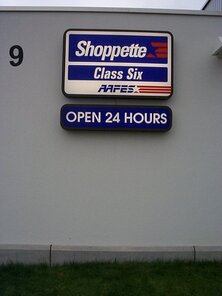 9
Shoppette
Class Six
AAFES
OPEN 24 HOURS